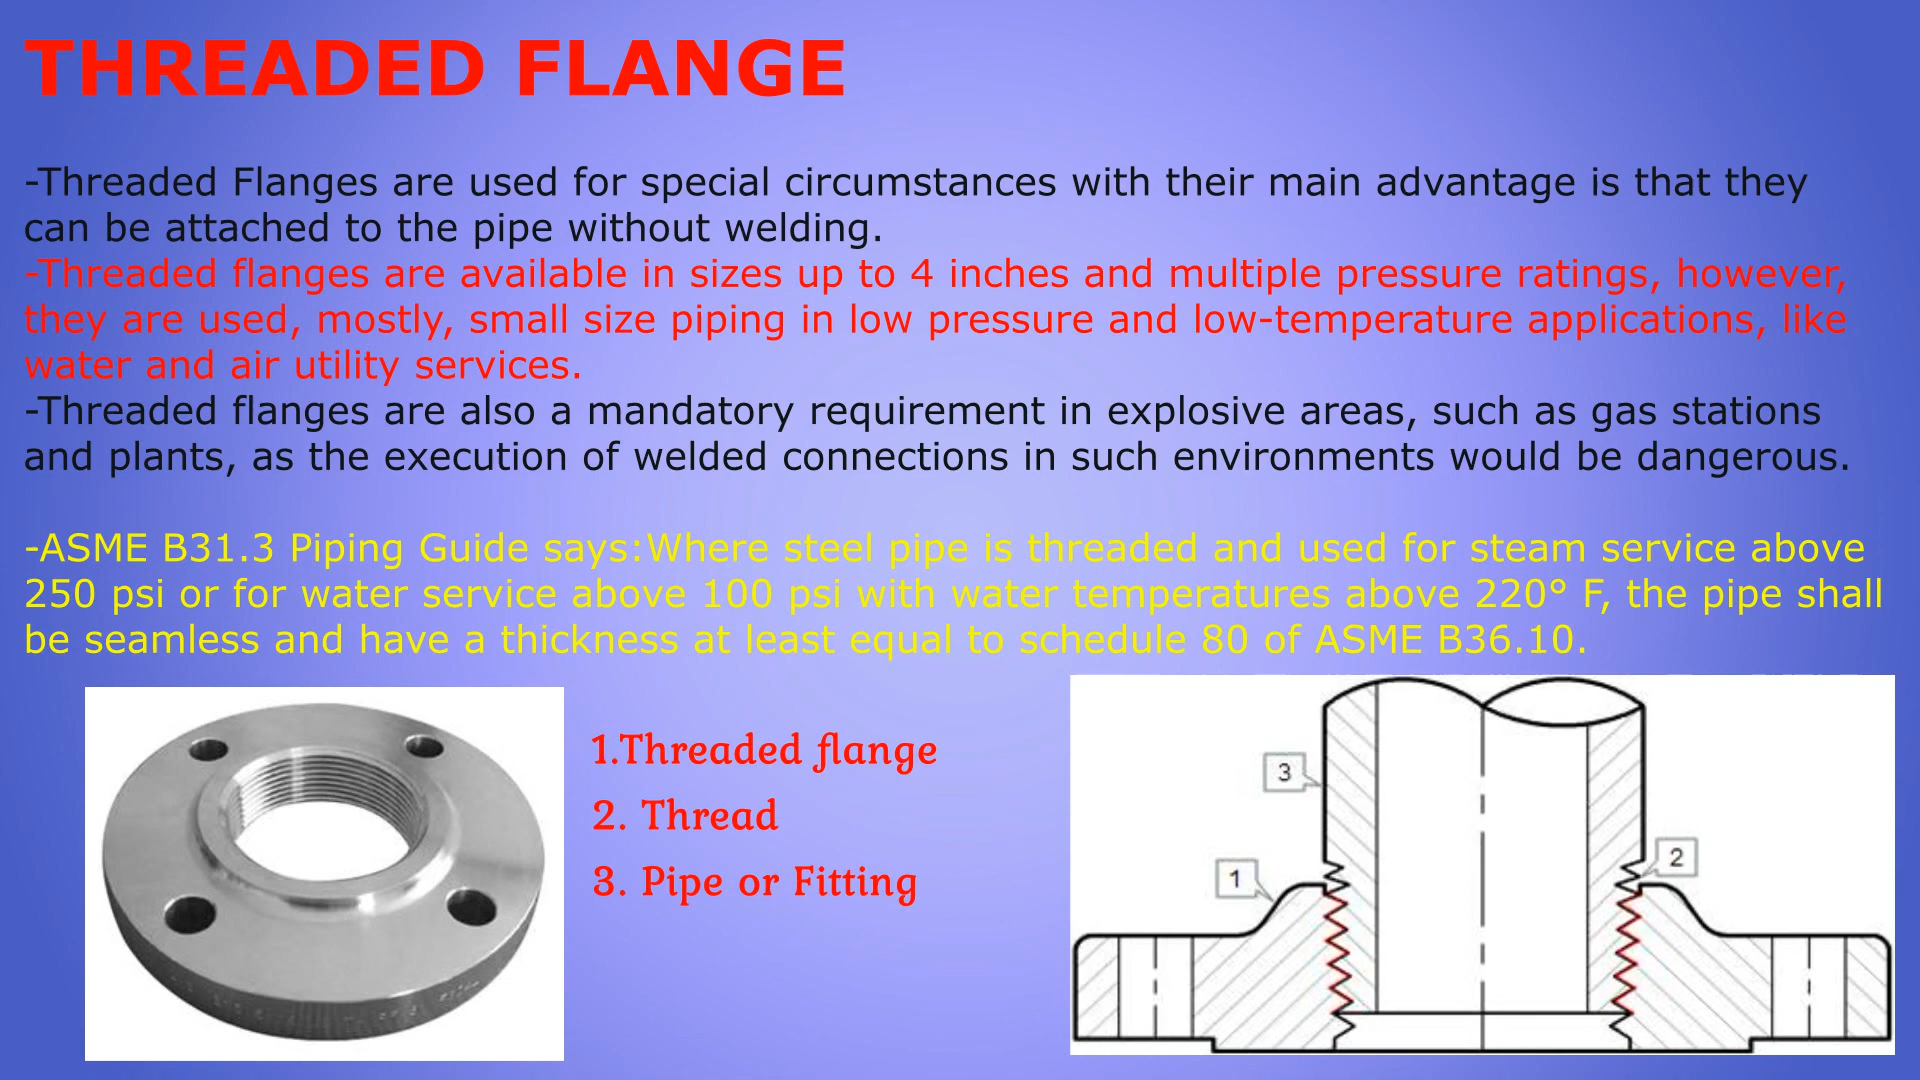 THREADED FLANGE
-Threaded Flanges are used for special circumstances with their main advantage is that they
can be attached to the pipe without welding.
-Threaded flanges are available in sizes up to 4 inches and multiple pressure ratings, however,
they are used, mostly, small size piping in low pressure and low-temperature applications, like
water and air utility services.
-Threaded flanges are also a mandatory requirement in explosive areas, such as gas stations
and plants, as the execution of welded connections in such environments would be dangerous.
-ASME B31.3 Piping Guide says:Where steel pipe is threaded and used for steam service above
250 psi or for water service above 100 psi with water temperatures above 220° F, the pipe shall
be seamless and have a thickness at least equal to schedule 80 of ASME B36.10.
1.Threaded flange
2. Thread
3. Pipe or Fitting
3
2
1